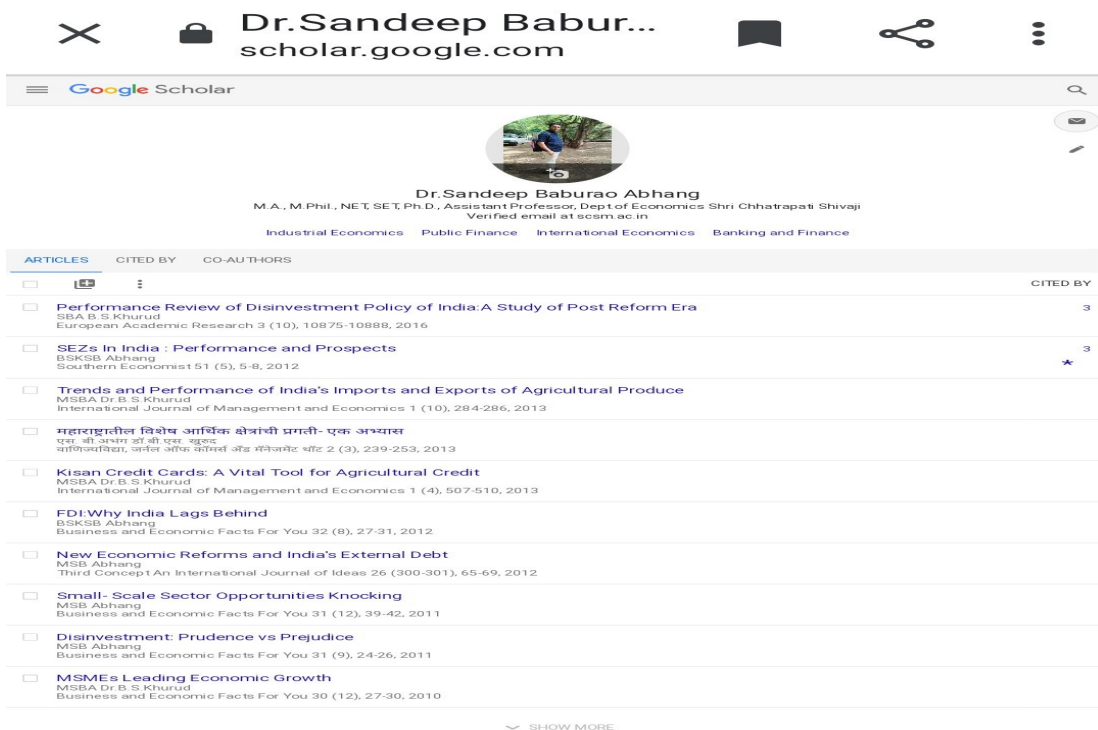 Dr.Sandeep Babur...
scholar.google.com
Google Scholar
Dr.Sandeep Baburao Abhang
M.A., M.Phil., NET, SET, Ph.D., Assistant Professor, Dept.of Economics Shri Chhatrapati Shivaji
Verified email at scsm.ac.in
Industrial Economics Public Finance International Economics Banking and Finance
ARTICLES CITED BY CO-AUTHORS
CITED BY
Performance Review of Disinvestment Policy of India:A Study of Post Reform Era 3
SBA B.S.Khurud
European Academic Research 3 (10), 10875-10888, 2016
SEZs In India : Performance and Prospects 3
BSKSB Abhang *
Southern Economist 51 (5), 5-8, 2012
Trends and Performance of India's Imports and Exports of Agricultural Produce
MSBA Dr.B.S.Khurud
International Journal of Management and Economics 1 (10), 284-286, 2013
महाराष्ट्रातील विशेष आर्थिक क्षेत्रांची प्रगती- एक अभ्यास
एस. बी.अभंग डॉ.बी.एस. खुरुद
वाणिज्यविद्या, जर्नल ऑफ कॉमर्स अँड मॅनेजमेंट थॉट 2 (3), 239-253, 2013
Kisan Credit Cards: A Vital Tool for Agricultural Credit
MSBA Dr.B.S.Khurud
International Journal of Management and Economics 1 (4), 507-510, 2013
FDI:Why India Lags Behind
BSKSB Abhang
Business and Economic Facts For You 32 (8), 27-31, 2012
New Economic Reforms and India's External Debt
MSB Abhang
Third Concept An International Journal of Ideas 26 (300-301), 65-69, 2012
Small- Scale Sector Opportunities Knocking
MSB Abhang
Business and Economic Facts For You 31 (12), 39-42, 2011
Disinvestment: Prudence vs Prejudice
MSB Abhang
Business and Economic Facts For You 31 (9), 24-26, 2011
MSMEs Leading Economic Growth
MSBA Dr.B.S.Khurud
Business and Economic Facts For You 30 (12), 27-30, 2010
SHOW MORE